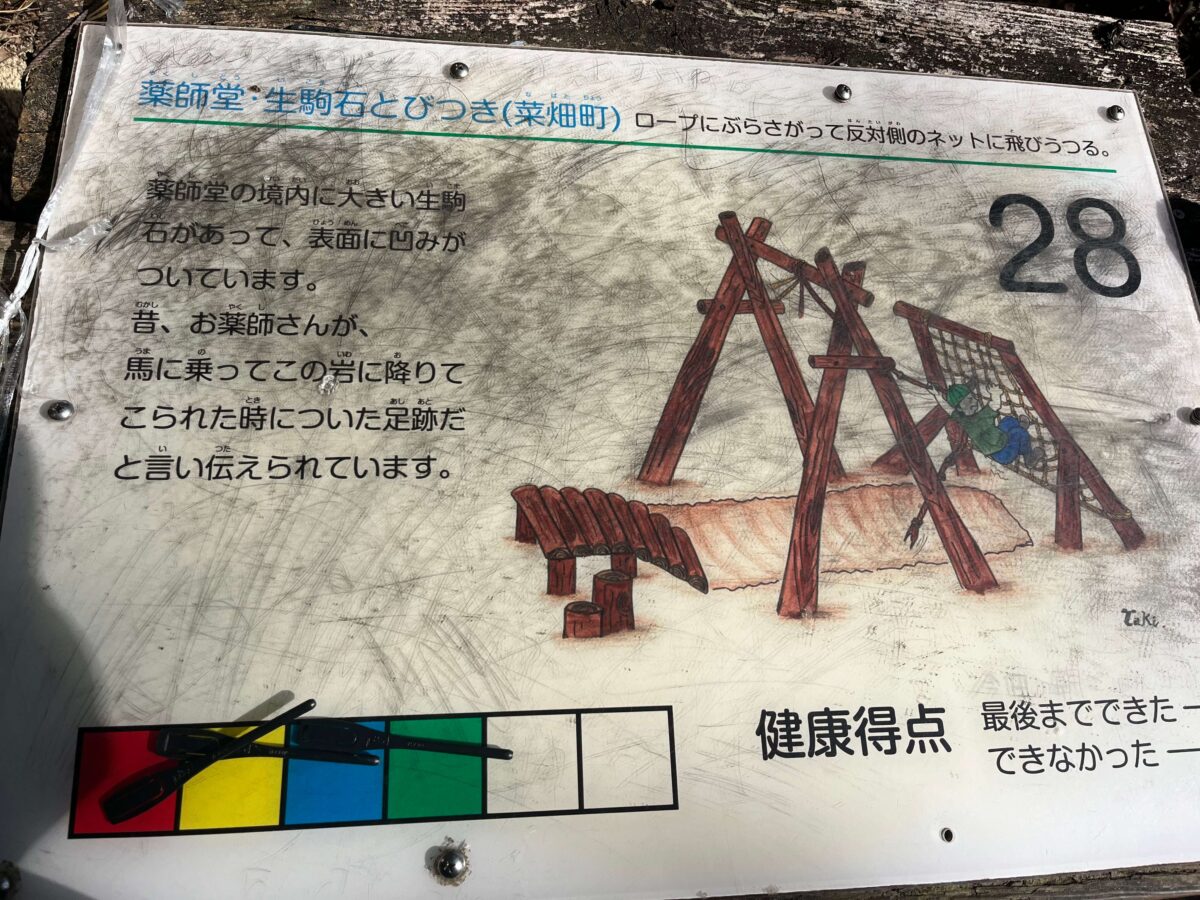 薬師堂・生駒石とびつき(菜畑町) ロープにぶらさがって反対側のネットに飛びうつる。
28
薬師堂の境内に大きい生駒
石があって、表面に凹みが
ついています。
昔、お薬師さんが、
馬に乗ってこの岩に降りて
こられた時についた足跡だ
と言い伝えられています。
Taki.
健康得点 最後までできた
できなかった